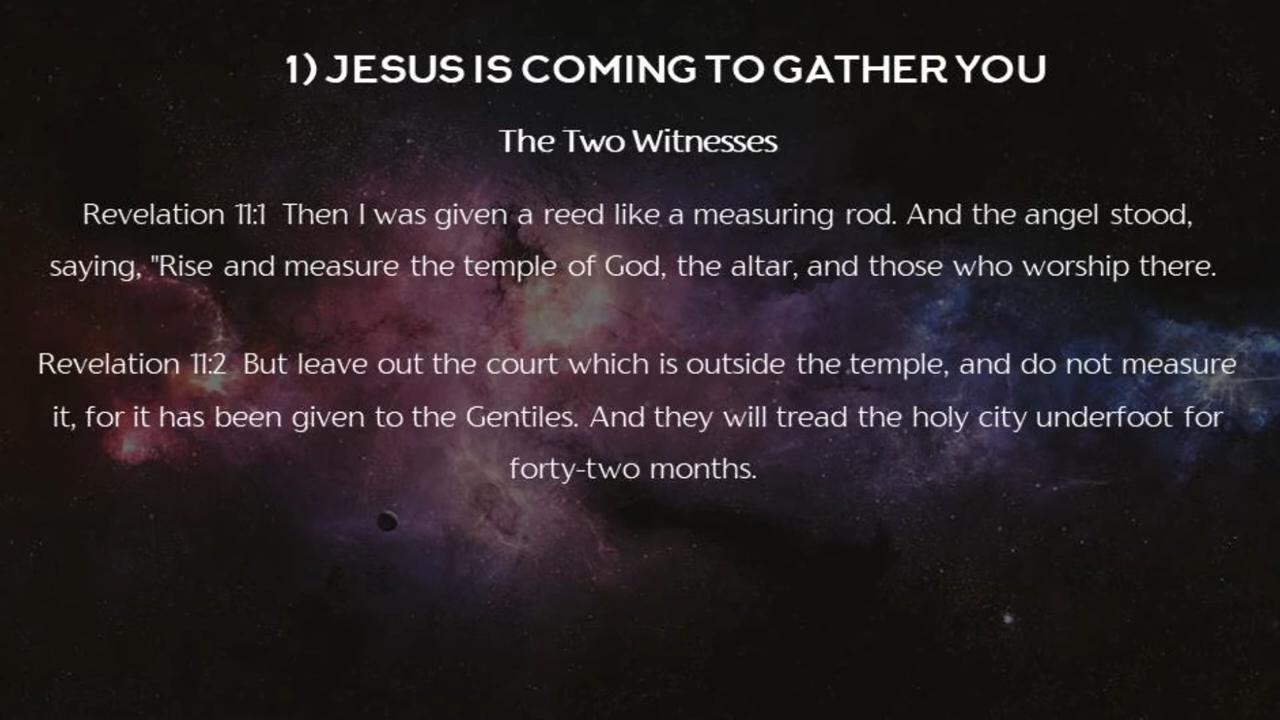 1) JESUS IS COMING TO GATHER YOU
The Two Witnesses
Revelation 11:1  Then I was given a reed like a measuring rod. And the angel stood,
saying, "Rise and measure the temple of God, the altar, and those who worship there.
Revelation 11:2  But leave out the court which is outside the temple, and do not measure
it, for it has been given to the Gentiles. And they will tread the holy city underfoot for
forty-two months.